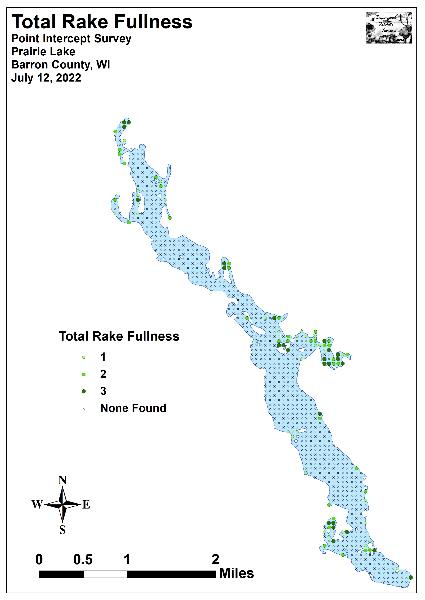 Total Rake Fullness
Point Intercept Survey
Prairie Lake
Barron County, WI
July 12, 2022
Total Rake Fullness
1
2
3
None Found
N
W E
S
0 0.5 1 2
Miles